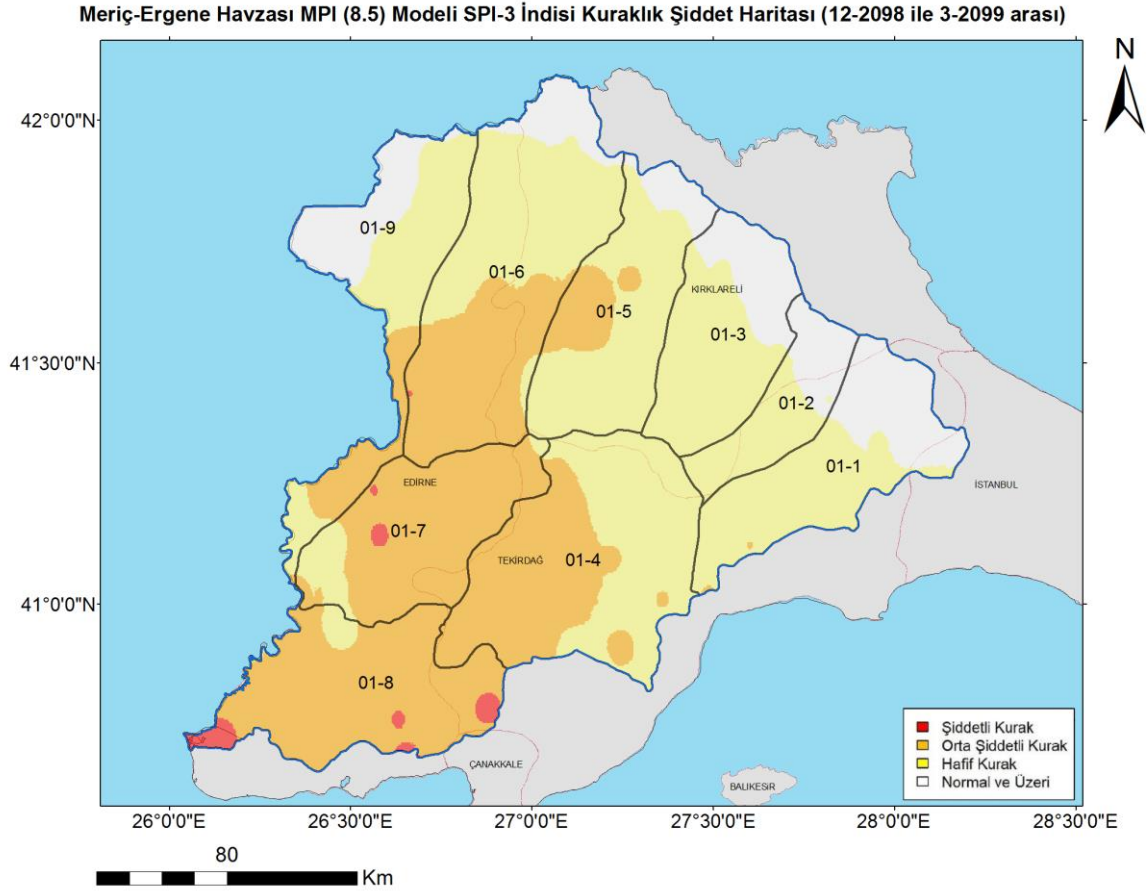 Meriç-Ergene Havzası MPI (8.5) Modeli SPI-3 İndisi Kuraklık Şiddet Haritası (12-2098 ile 3-2099 arası)
N
42°0'0"N
41°30'0"N
41°0'0"N
01-9
01-6
01-5
KIRKLARELİ
01-3
01-2
01-1
İSTANBUL
EDİRNE
01-7
TEKİRDAĞ
01-4
01-8
ÇANAKKALE
BALIKESİR
Şiddetli Kurak
Orta Şiddetli Kurak
Hafif Kurak
Normal ve Üzeri
26°0'0"E
26°30'0"E
27°0'0"E
27°30'0"E
28°0'0"E
28°30'0"E
80
Km